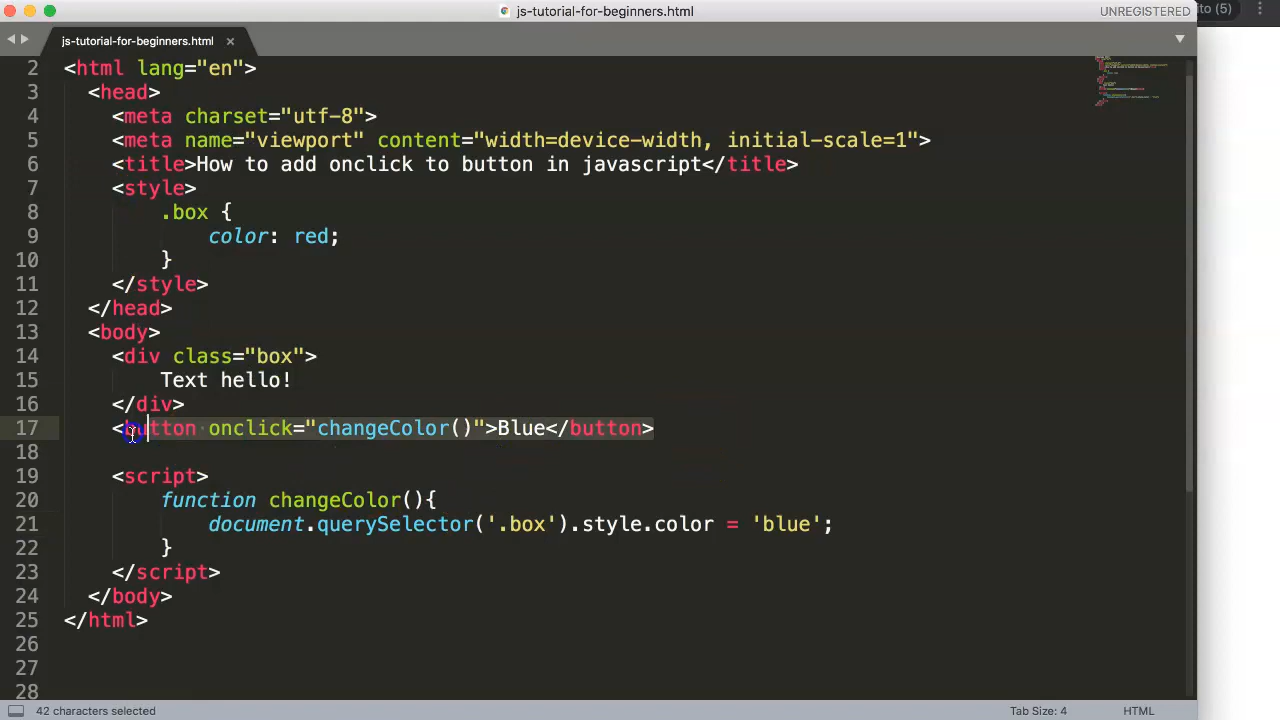 js-tutorial-for-beginners.html
UNREGISTERED
ito (5)
js-tutorial-for-beginners.html ×
2 <html lang="en">
3 <head>
4 <meta charset="utf-8">
5 <meta name="viewport" content="width=device-width, initial-scale=1">
6 <title>How to add onclick to button in javascript</title>
7 <style>
8 .box {
9 color: red;
10 }
11 </style>
12 </head>
13 <body>
14 <div class="box">
15 Text hello!
16 </div>
17 <button onclick="changeColor()">Blue</button>
18
19 <script>
20 function changeColor(){
21 document.querySelector('.box').style.color = 'blue';
22 }
23 </script>
24 </body>
25 </html>
26
27
28
42 characters selected
Tab Size: 4
HTML